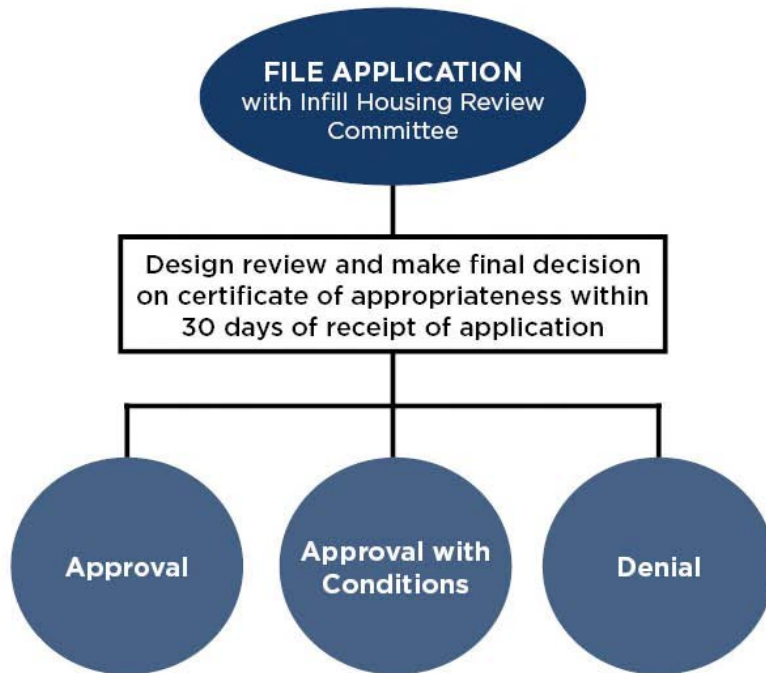 FILE APPLICATION
with Infill Housing Review
Committee
Design review and make final decision
on certificate of appropriateness within
30 days of receipt of application
Approval
Approval with
Conditions
Denial